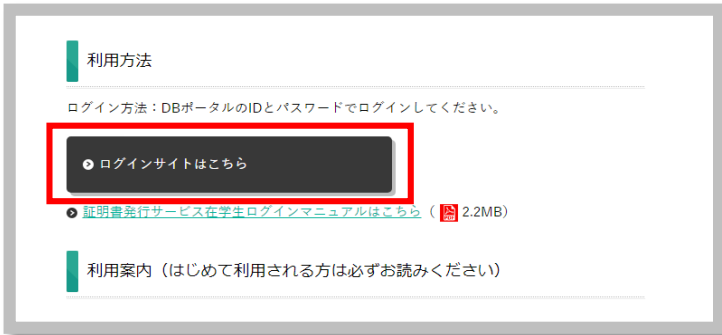 利用方法
ログイン方法：DBポータルのIDとパスワードでログインしてください。
ログインサイトはこちら
証明書発行サービス在学生ログインマニュアルはこちら（ 2.2MB）
利用案内（はじめて利用される方は必ずお読みください）